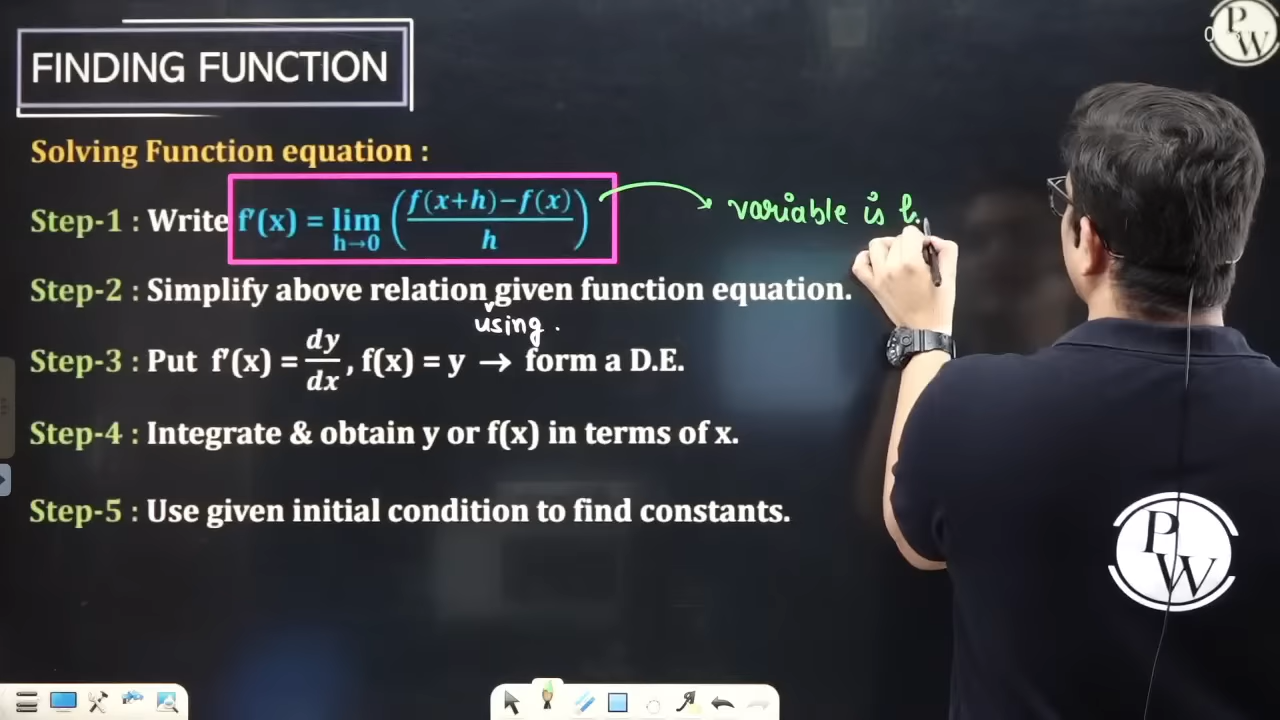 FINDING FUNCTION
Solving Function equation :
Step-1 : Write f'(x) = lim h→0 (f(x+h)−f(x) / h) → variable is h.
Step-2 : Simplify above relation given function equation.
using .
Step-3 : Put f'(x) = dy/dx , f(x) = y → form a D.E.
Step-4 : Integrate & obtain y or f(x) in terms of x.
Step-5 : Use given initial condition to find constants.
PW
PW